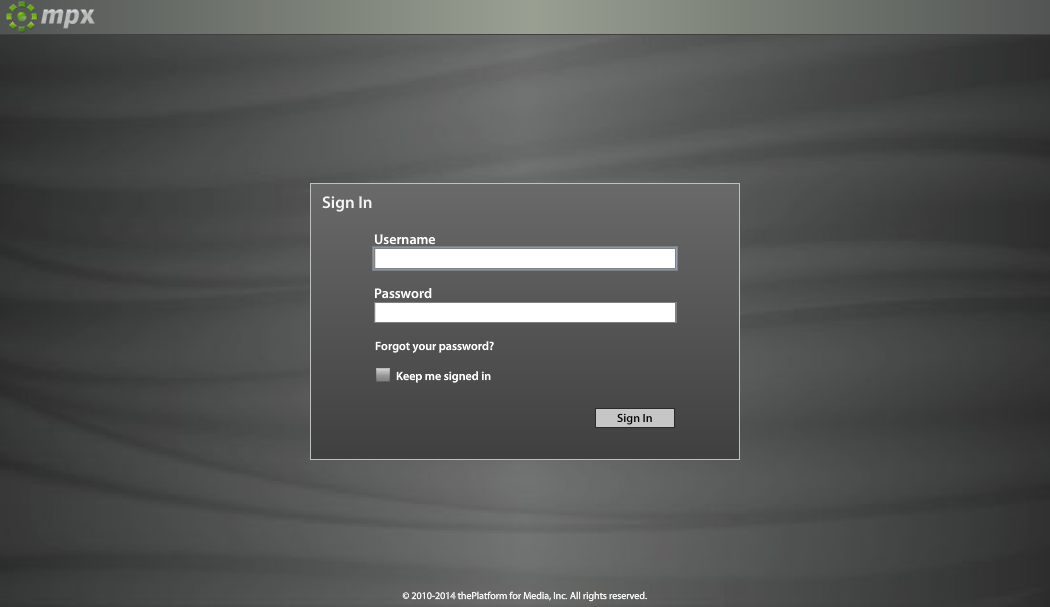 mpx
Sign In
Username
Password
Forgot your password?
Keep me signed in
Sign In
© 2010-2014 thePlatform for Media, Inc. All rights reserved.